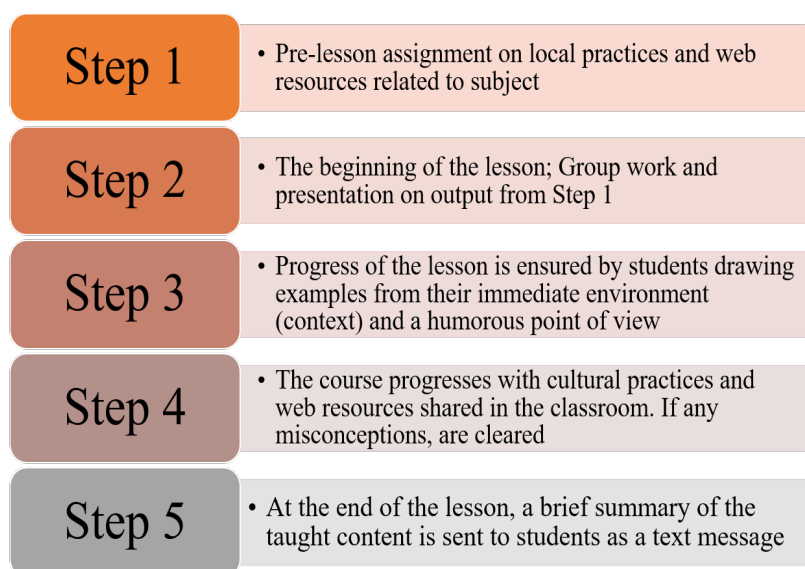 Step 1
• Pre-lesson assignment on local practices and web
resources related to subject
Step 2
• The beginning of the lesson; Group work and
presentation on output from Step 1
Step 3
• Progress of the lesson is ensured by students drawing
examples from their immediate environment
(context) and a humorous point of view
Step 4
• The course progresses with cultural practices and
web resources shared in the classroom. If any
misconceptions, are cleared
Step 5
• At the end of the lesson, a brief summary of the
taught content is sent to students as a text message